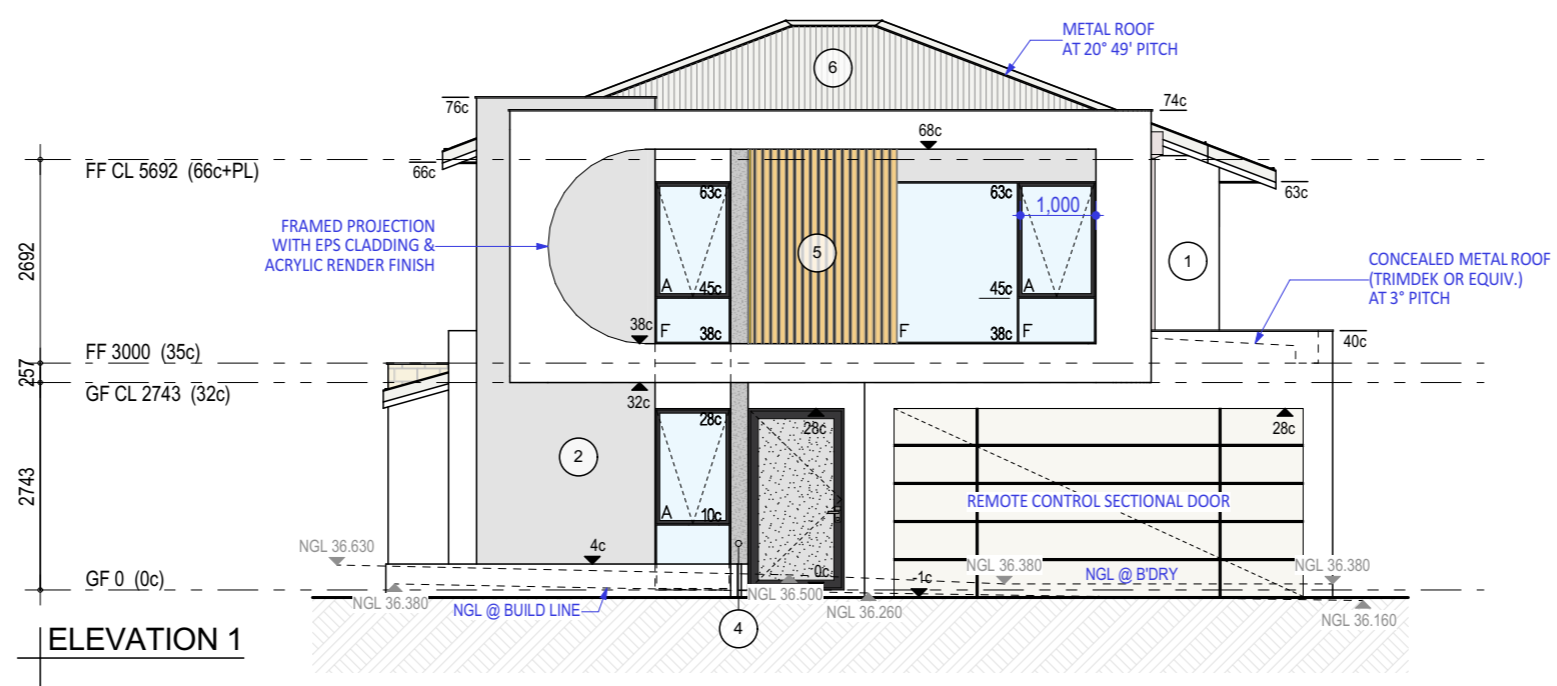 METAL ROOF
AT 20° 49' PITCH
6
76c
74c
68c
FF CL 5692 (66c+PL)
66c
63c
63c
63c
1,000
2692
FRAMED PROJECTION
WITH EPS CLADDING &
ACRYLIC RENDER FINISH
5
1
CONCEALED METAL ROOF
(TRIMDEK OR EQUIV.)
AT 3° PITCH
A
45c
45c
A
38c
F
38c
F
38c
F
40c
FF 3000 (35c)
257
GF CL 2743 (32c)
32c
28c
28c
28c
2
2743
REMOTE CONTROL SECTIONAL DOOR
A
10c
NGL 36.630
4c
GF 0 (0c)
0c
-1c
NGL 36.380
NGL @ B'DRY
NGL 36.380
NGL 36.380
NGL @ BUILD LINE
NGL 36.500
NGL 36.260
NGL 36.160
4
ELEVATION 1